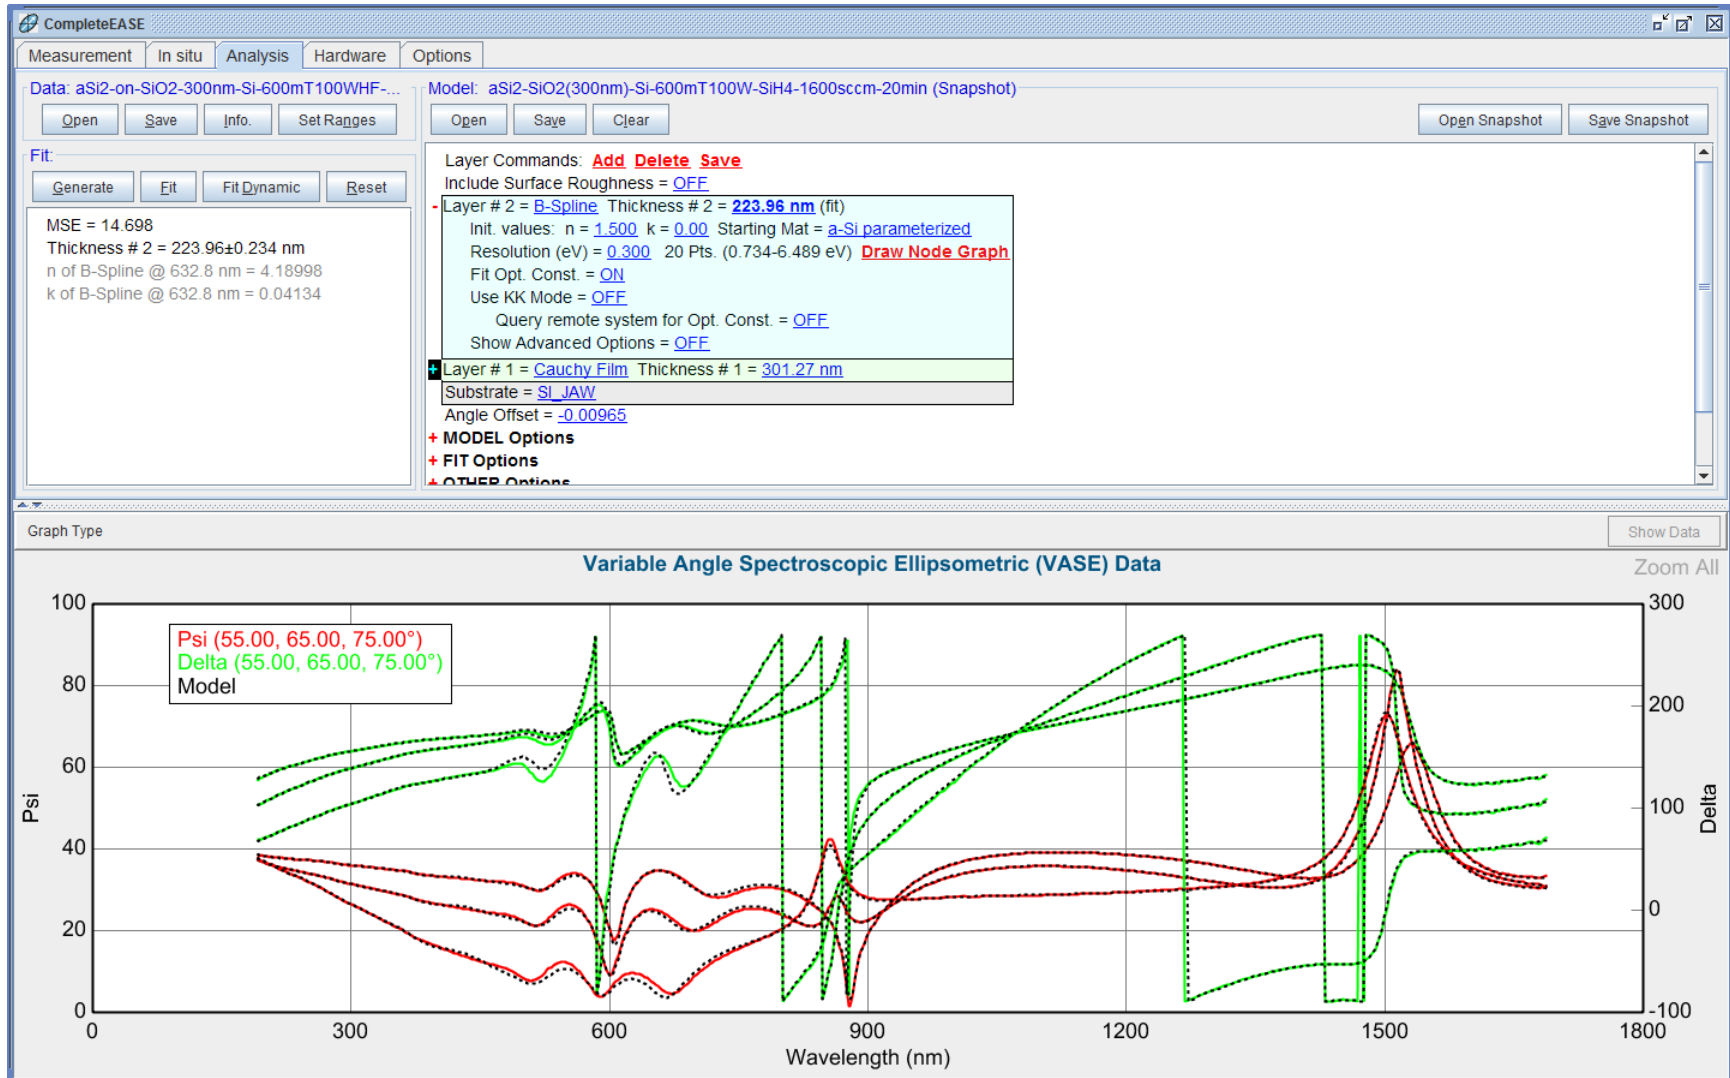 CompleteEASE
Measurement In situ Analysis Hardware Options
Data: aSi2-on-SiO2-300nm-Si-600mT100WHF-...
Open Save Info. Set Ranges
Model: aSi2-SiO2(300nm)-Si-600mT100W-SiH4-1600sccm-20min (Snapshot)
Open Save Clear Open Snapshot Save Snapshot
Fit:
Generate Fit Fit Dynamic Reset
MSE = 14.698
Thickness # 2 = 223.96±0.234 nm
n of B-Spline @ 632.8 nm = 4.18998
k of B-Spline @ 632.8 nm = 0.04134
Layer Commands: Add Delete Save
Include Surface Roughness = OFF
- Layer # 2 = B-Spline Thickness # 2 = 223.96 nm (fit)
Init. values: n = 1.500 k = 0.00 Starting Mat = a-Si parameterized
Resolution (eV) = 0.300 20 Pts. (0.734-6.489 eV) Draw Node Graph
Fit Opt. Const. = ON
Use KK Mode = OFF
Query remote system for Opt. Const. = OFF
Show Advanced Options = OFF
+ Layer # 1 = Cauchy Film Thickness # 1 = 301.27 nm
Substrate = SI_JAW
Angle Offset = -0.00965
+ MODEL Options
+ FIT Options
+ OTHER Options
Graph Type
Show Data
Variable Angle Spectroscopic Ellipsometric (VASE) Data
Zoom All
Psi (55.00, 65.00, 75.00°)
Delta (55.00, 65.00, 75.00°)
Model
100
80
60
40
20
0
Psi
300
200
100
0
-100
Delta
0 300 600 900 1200 1500 1800
Wavelength (nm)